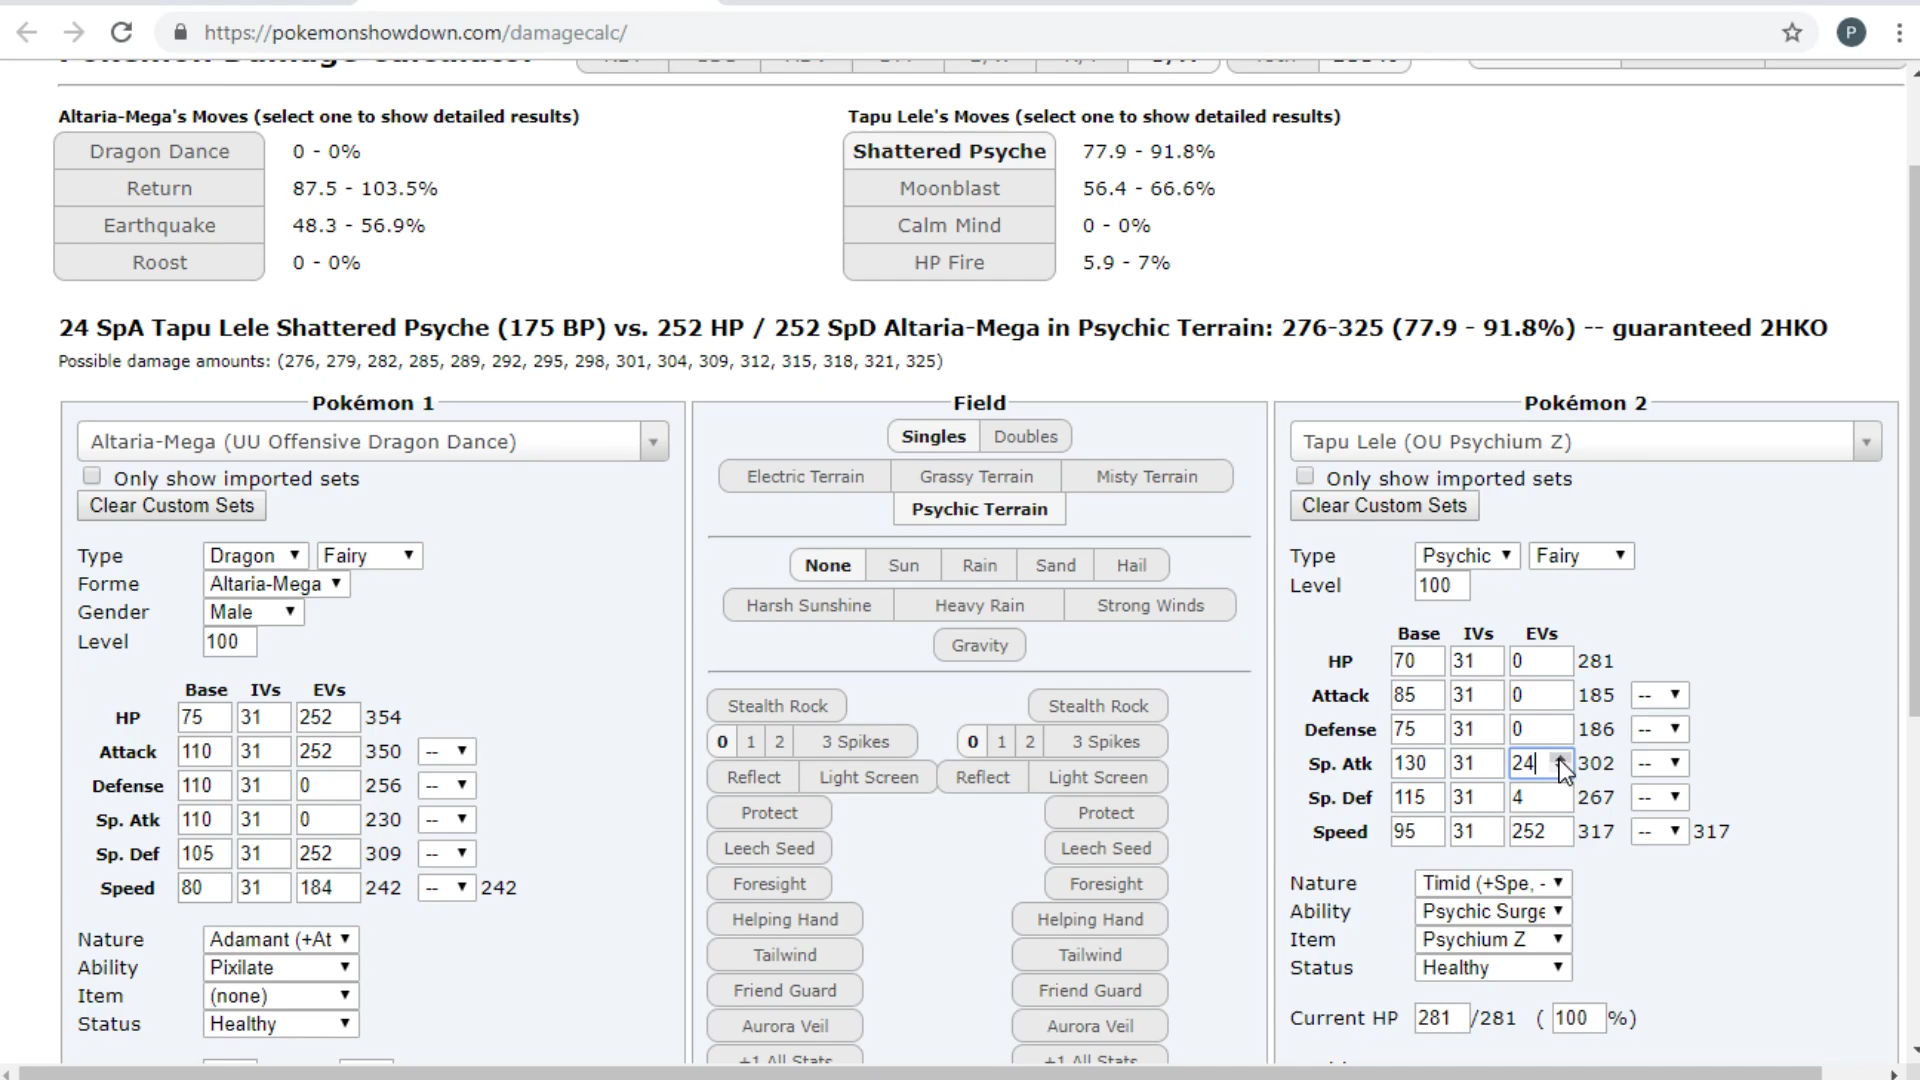 P
https://pokemonshowdown.com/damagecalc/
Altaria-Mega's Moves (select one to show detailed results)
Dragon Dance 0 - 0%
Return 87.5 - 103.5%
Earthquake 48.3 - 56.9%
Roost 0 - 0%
Tapu Lele's Moves (select one to show detailed results)
Shattered Psyche 77.9 - 91.8%
Moonblast 56.4 - 66.6%
Calm Mind 0 - 0%
HP Fire 5.9 - 7%
24 SpA Tapu Lele Shattered Psyche (175 BP) vs. 252 HP / 252 SpD Altaria-Mega in Psychic Terrain: 276-325 (77.9 - 91.8%) -- guaranteed 2HKO
Possible damage amounts: (276, 279, 282, 285, 289, 292, 295, 298, 301, 304, 309, 312, 315, 318, 321, 325)
Pokémon 1
Altaria-Mega (UU Offensive Dragon Dance)
Only show imported sets
Clear Custom Sets
Type Dragon Fairy
Forme Altaria-Mega
Gender Male
Level 100
Base IVs EVs
HP 75 31 252 354
Attack 110 31 252 350 --
Defense 110 31 0 256 --
Sp. Atk 110 31 0 230 --
Sp. Def 105 31 252 309 --
Speed 80 31 184 242 -- 242
Nature Adamant (+At
Ability Pixilate
Item (none)
Status Healthy
Field
Singles Doubles
Electric Terrain Grassy Terrain Misty Terrain
Psychic Terrain
None Sun Rain Sand Hail
Harsh Sunshine Heavy Rain Strong Winds
Gravity
Stealth Rock Stealth Rock
0 1 2 3 Spikes 0 1 2 3 Spikes
Reflect Light Screen Reflect Light Screen
Protect Protect
Leech Seed Leech Seed
Foresight Foresight
Helping Hand Helping Hand
Tailwind Tailwind
Friend Guard Friend Guard
Aurora Veil Aurora Veil
+1 All Stats +1 All Stats
Pokémon 2
Tapu Lele (OU Psychium Z)
Only show imported sets
Clear Custom Sets
Type Psychic Fairy
Level 100
Base IVs EVs
HP 70 31 0 281
Attack 85 31 0 185 --
Defense 75 31 0 186 --
Sp. Atk 130 31 24 302 --
Sp. Def 115 31 4 267 --
Speed 95 31 252 317 -- 317
Nature Timid (+Spe, -
Ability Psychic Surge
Item Psychium Z
Status Healthy
Current HP 281 /281 ( 100 %)